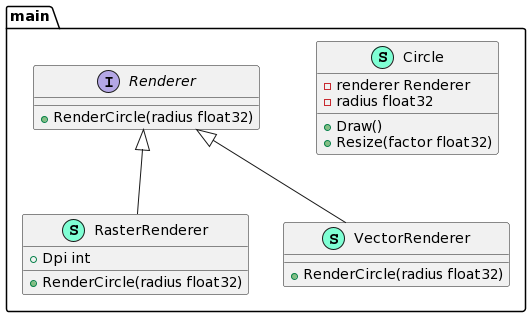 main
S Circle
renderer Renderer
radius float32
Draw()
Resize(factor float32)
I Renderer
RenderCircle(radius float32)
S RasterRenderer
Dpi int
RenderCircle(radius float32)
S VectorRenderer
RenderCircle(radius float32)